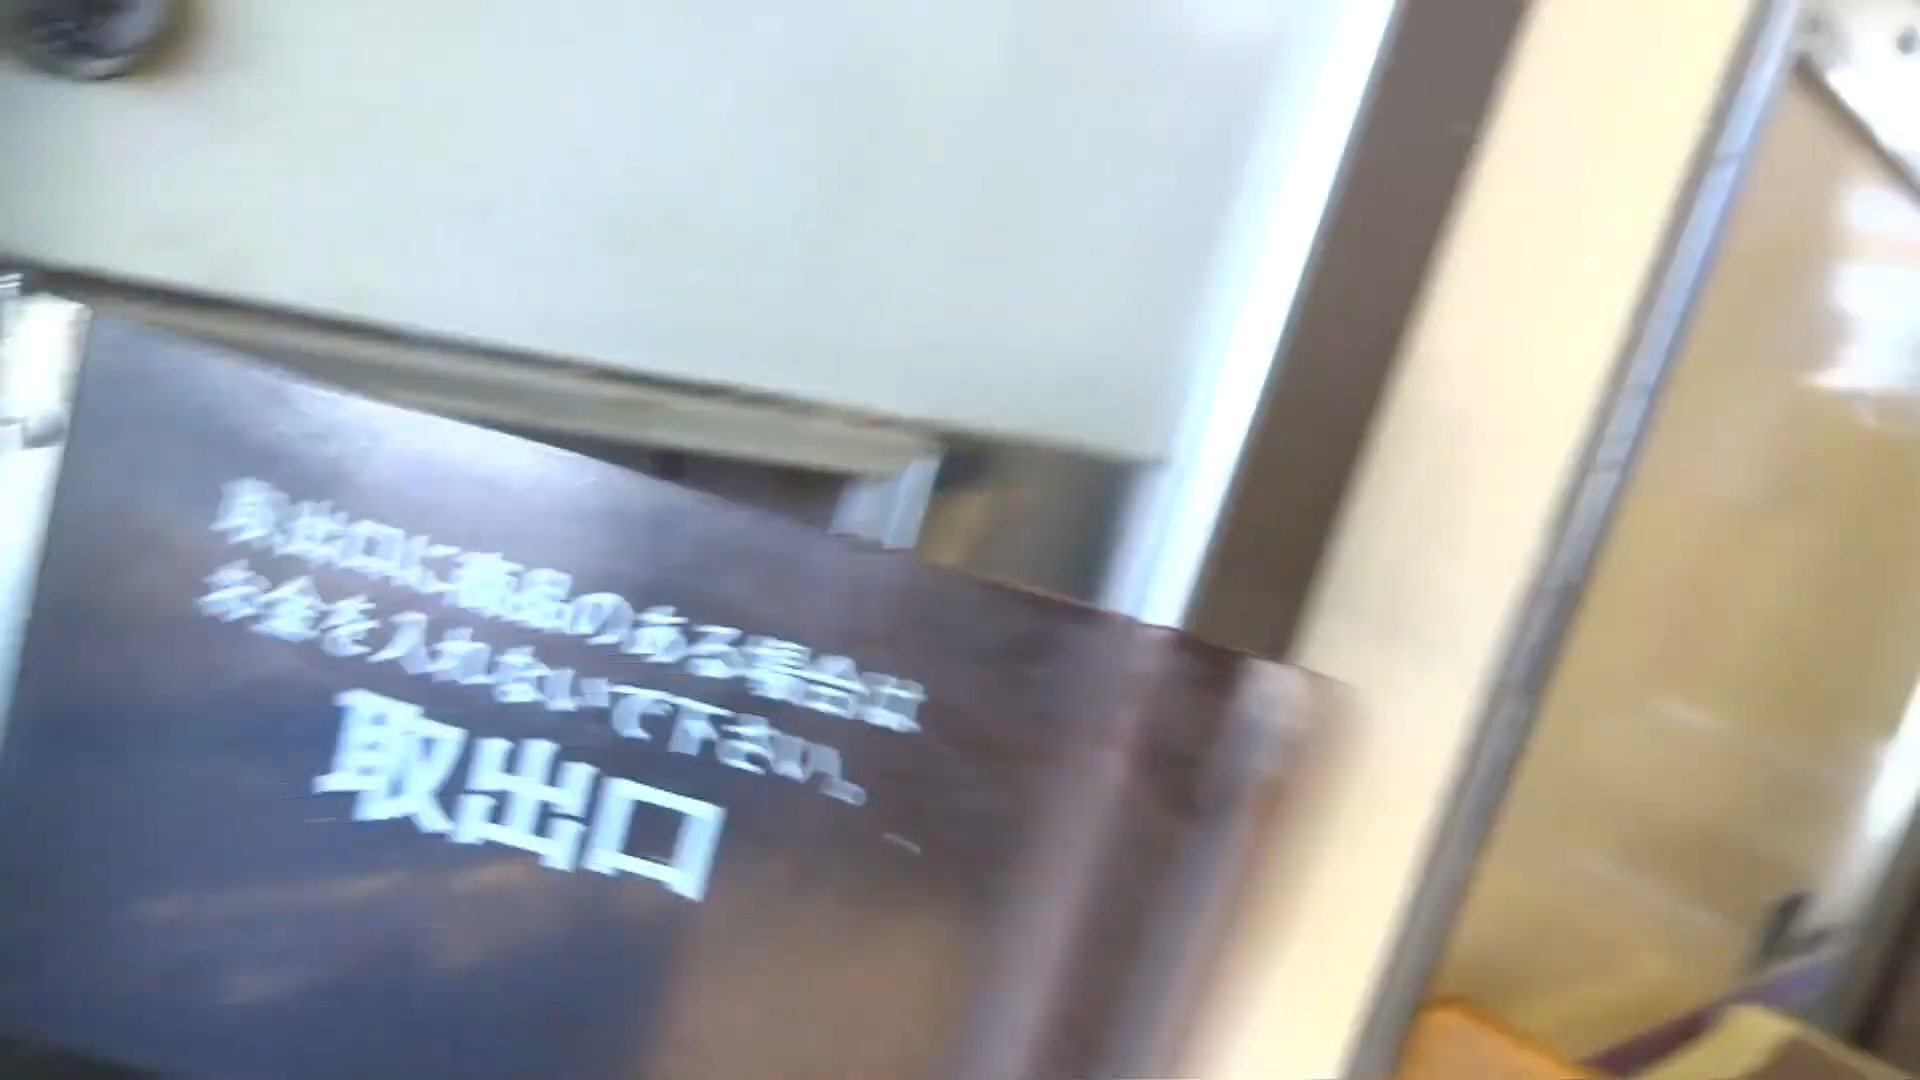 取出口に商品のある場合は
お金を入れないで下さい。
取出口